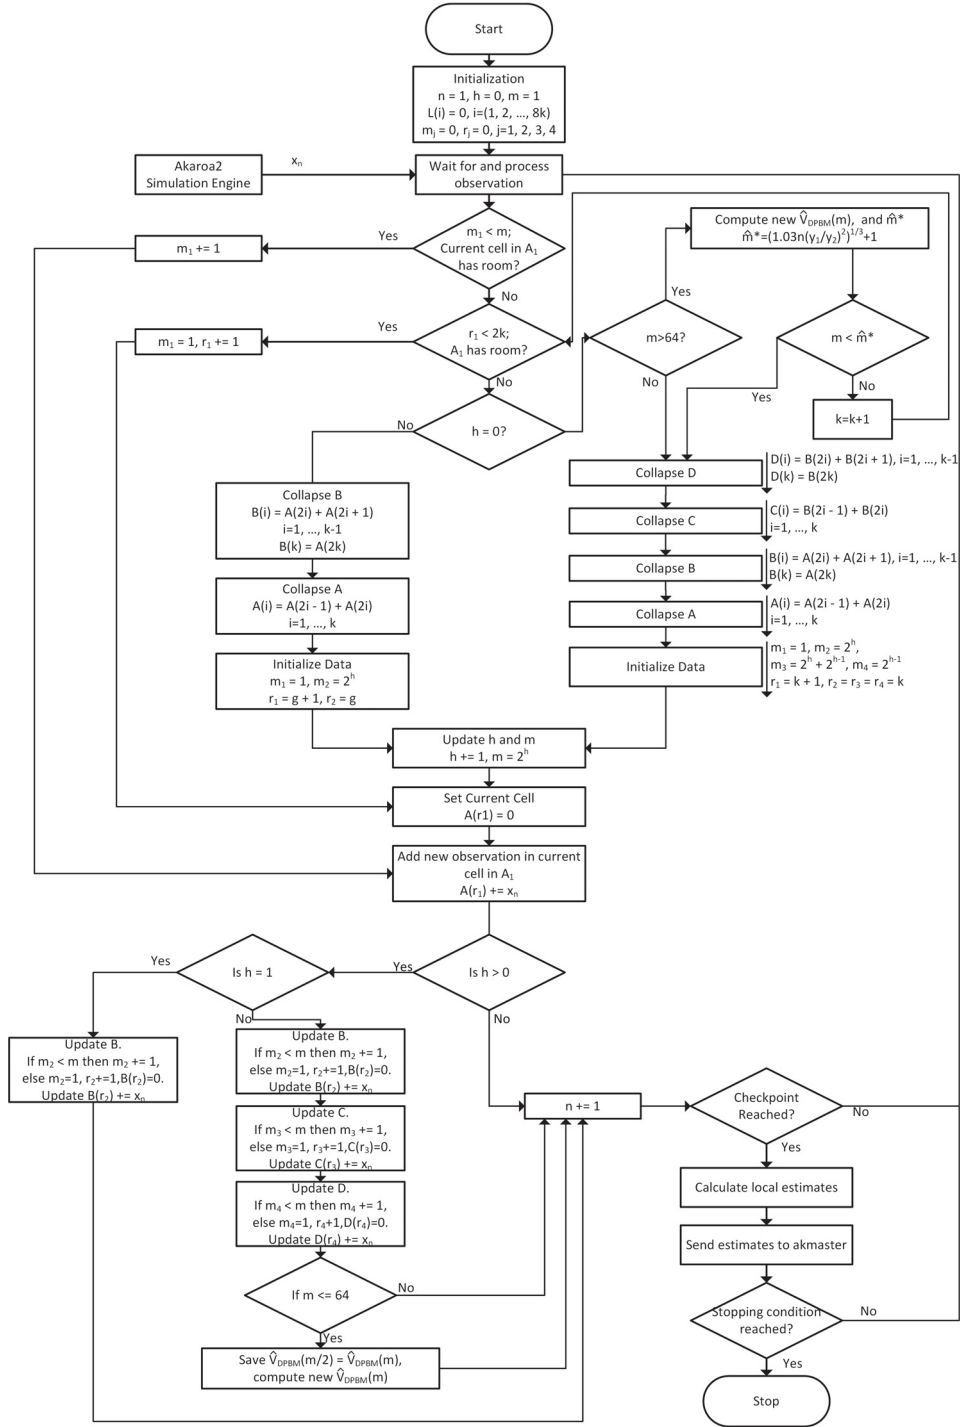 Start
Initialization
n = 1, h = 0, m = 1
L(i) = 0, i=(1, 2, ..., 8k)
mⱼ = 0, rⱼ = 0, j=1, 2, 3, 4
Akaroa2
Simulation Engine
xₙ
Wait for and process
observation
m₁ < m;
Current cell in A₁
has room?
Yes
m₁ += 1
No
r₁ < 2k;
A₁ has room?
Yes
m₁ = 1, r₁ += 1
No
h = 0?
No
m>64?
Yes
No
Compute new V̂_DPBM(m), and m̂*
m̂*=(1.03n(y₁/y₂)²)^1/3+1
m < m̂*
Yes
No
k=k+1
Collapse B
B(i) = A(2i) + A(2i + 1)
i=1, ..., k-1
B(k) = A(2k)
Collapse A
A(i) = A(2i - 1) + A(2i)
i=1, ..., k
Initialize Data
m₁ = 1, m₂ = 2ʰ
r₁ = g + 1, r₂ = g
Collapse D
D(i) = B(2i) + B(2i + 1), i=1, ..., k-1
D(k) = B(2k)
Collapse C
C(i) = B(2i - 1) + B(2i)
i=1, ..., k
Collapse B
B(i) = A(2i) + A(2i + 1), i=1, ..., k-1
B(k) = A(2k)
Collapse A
A(i) = A(2i - 1) + A(2i)
i=1, ..., k
Initialize Data
m₁ = 1, m₂ = 2ʰ,
m₃ = 2ʰ + 2ʰ⁻¹, m₄ = 2ʰ⁻¹
r₁ = k + 1, r₂ = r₃ = r₄ = k
Update h and m
h += 1, m = 2ʰ
Set Current Cell
A(r1) = 0
Add new observation in current
cell in A₁
A(r₁) += xₙ
Is h > 0
Yes
No
Is h = 1
Yes
No
Update B.
If m₂ < m then m₂ += 1,
else m₂=1, r₂+=1,B(r₂)=0.
Update B(r₂) += xₙ
Update B.
If m₂ < m then m₂ += 1,
else m₂=1, r₂+=1,B(r₂)=0.
Update B(r₂) += xₙ
Update C.
If m₃ < m then m₃ += 1,
else m₃=1, r₃+=1,C(r₃)=0.
Update C(r₃) += xₙ
Update D.
If m₄ < m then m₄ += 1,
else m₄=1, r₄+1,D(r₄)=0.
Update D(r₄) += xₙ
If m <= 64
No
Yes
Save V̂_DPBM(m/2) = V̂_DPBM(m),
compute new V̂_DPBM(m)
n += 1
Checkpoint
Reached?
No
Yes
Calculate local estimates
Send estimates to akmaster
Stopping condition
reached?
No
Yes
Stop